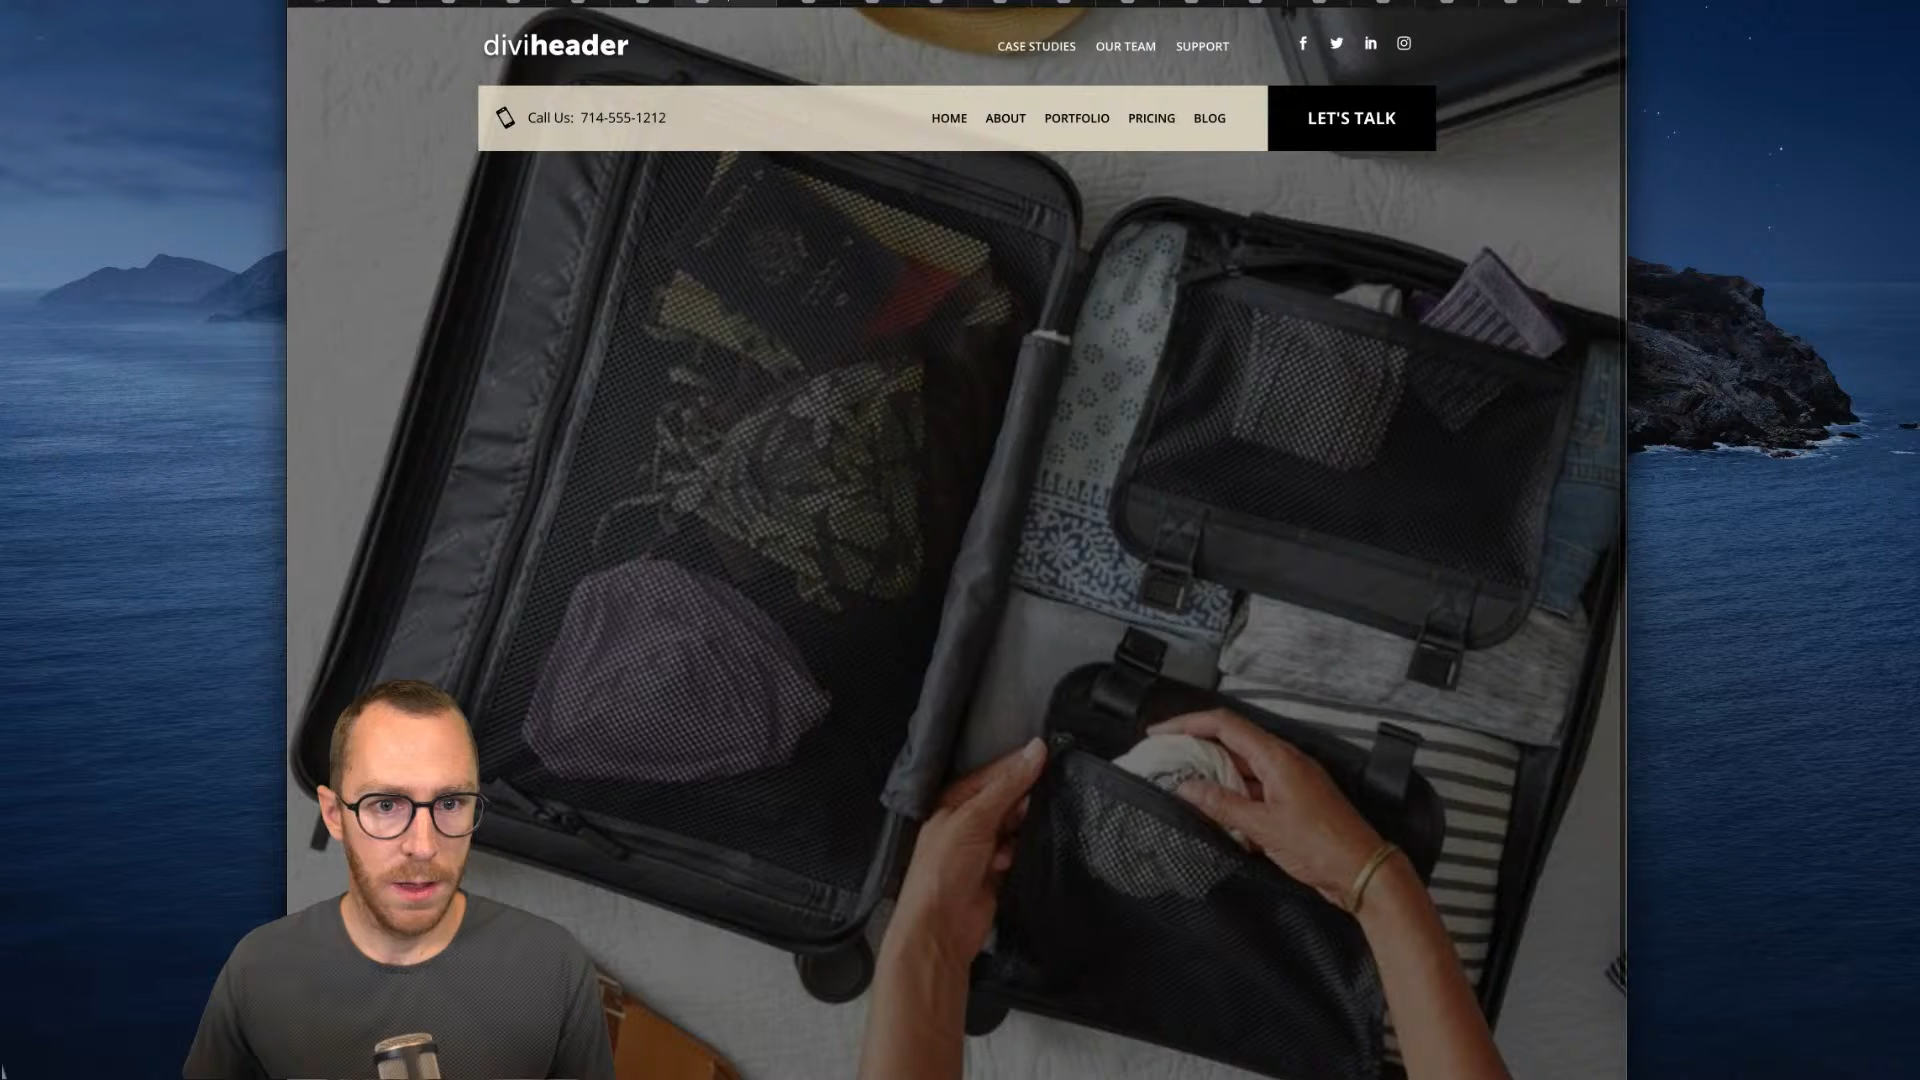 diviheader
CASE STUDIES OUR TEAM SUPPORT
Call Us: 714-555-1212
HOME ABOUT PORTFOLIO PRICING BLOG
LET'S TALK